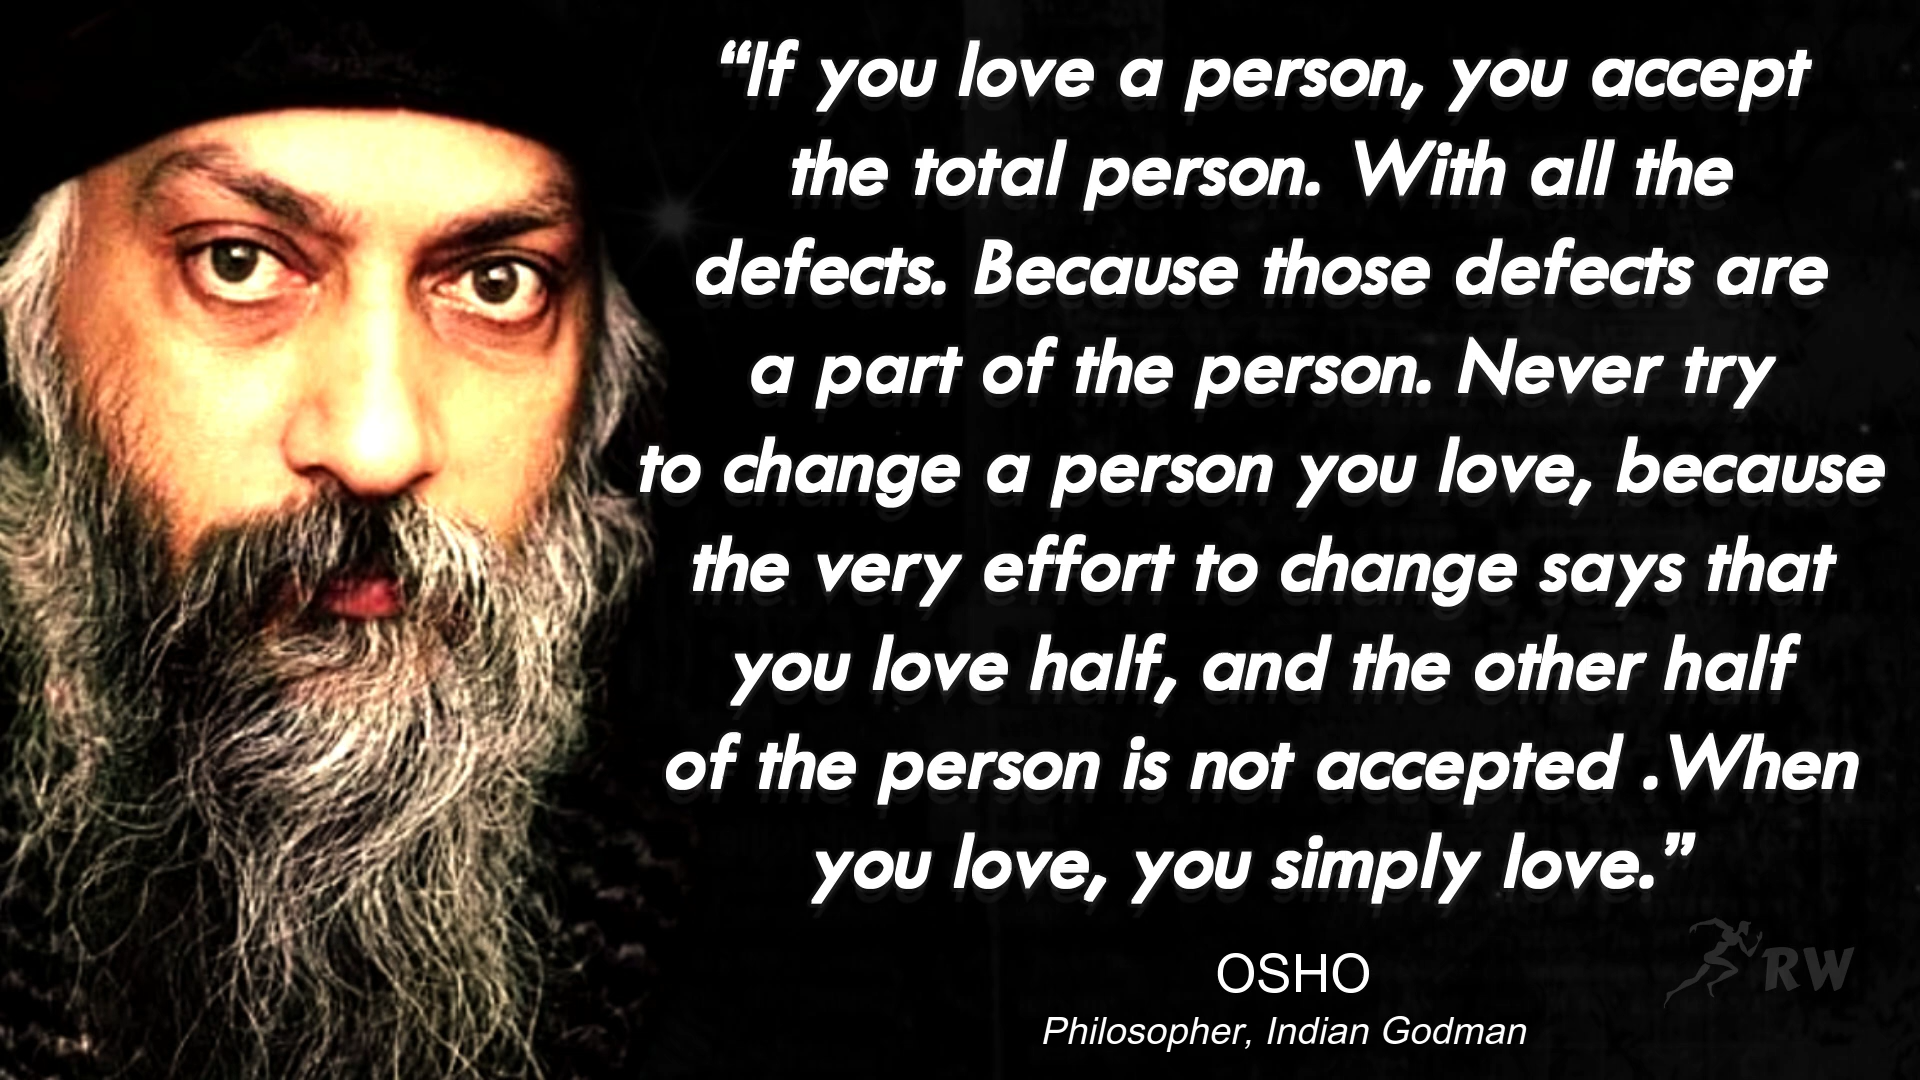 “If you love a person, you accept
the total person. With all the
defects. Because those defects are
a part of the person. Never try
to change a person you love, because
the very effort to change says that
you love half, and the other half
of the person is not accepted .When
you love, you simply love.”
OSHO
Philosopher, Indian Godman
RW